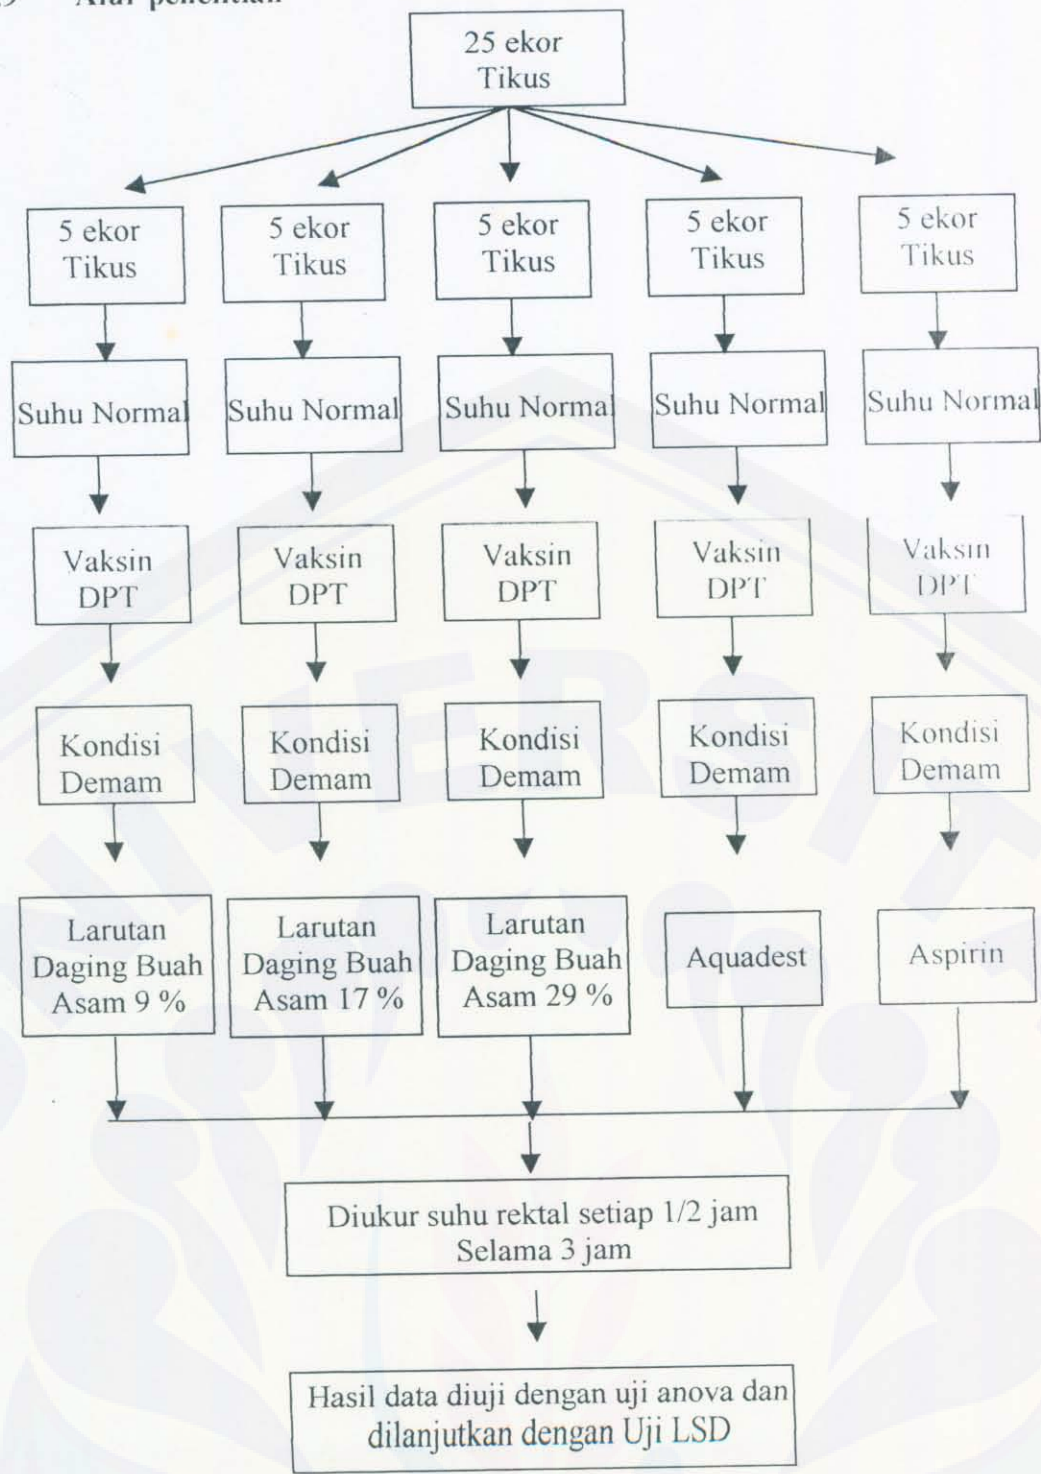 Alur penelitian
25 ekor
Tikus
5 ekor
Tikus
5 ekor
Tikus
5 ekor
Tikus
5 ekor
Tikus
5 ekor
Tikus
Suhu Normal
Suhu Normal
Suhu Normal
Suhu Normal
Suhu Normal
Vaksin
DPT
Vaksin
DPT
Vaksin
DPT
Vaksin
DPT
Vaksin
DPT
Kondisi
Demam
Kondisi
Demam
Kondisi
Demam
Kondisi
Demam
Kondisi
Demam
Larutan
Daging Buah
Asam 9 %
Larutan
Daging Buah
Asam 17 %
Larutan
Daging Buah
Asam 29 %
Aquadest
Aspirin
Diukur suhu rektal setiap 1/2 jam
Selama 3 jam
Hasil data diuji dengan uji anova dan
dilanjutkan dengan Uji LSD